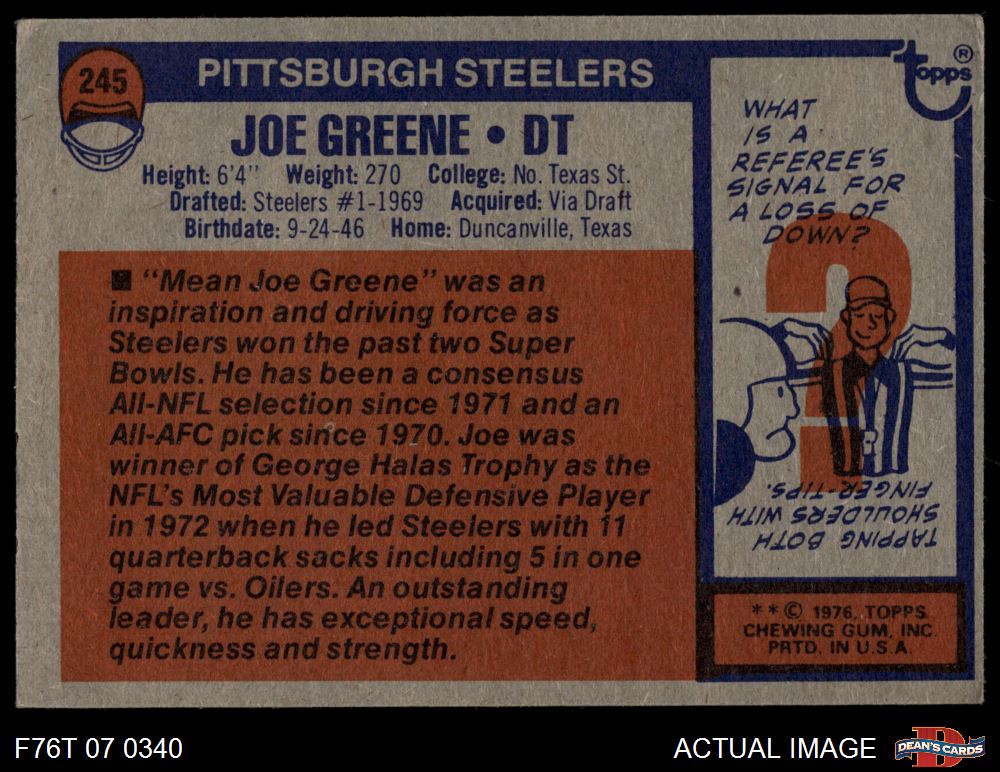 245
PITTSBURGH STEELERS
JOE GREENE • DT
Height: 6'4" Weight: 270 College: No. Texas St.
Drafted: Steelers #1-1969 Acquired: Via Draft
Birthdate: 9-24-46 Home: Duncanville, Texas
"Mean Joe Greene" was an
inspiration and driving force as
Steelers won the past two Super
Bowls. He has been a consensus
All-NFL selection since 1971 and an
All-AFC pick since 1970. Joe was
winner of George Halas Trophy as the
NFL's Most Valuable Defensive Player
in 1972 when he led Steelers with 11
quarterback sacks including 5 in one
game vs. Oilers. An outstanding
leader, he has exceptional speed,
quickness and strength.
Topps ®
WHAT
IS A
REFEREE'S
SIGNAL FOR
A LOSS OF
DOWN?
TAPPING BOTH
SHOULDERS WITH
FINGER-TIPS.
* * © 1976, TOPPS
CHEWING GUM, INC.
PRTD. IN U.S.A.
F76T 07 0340
ACTUAL IMAGE
D
DEAN'S CARDS